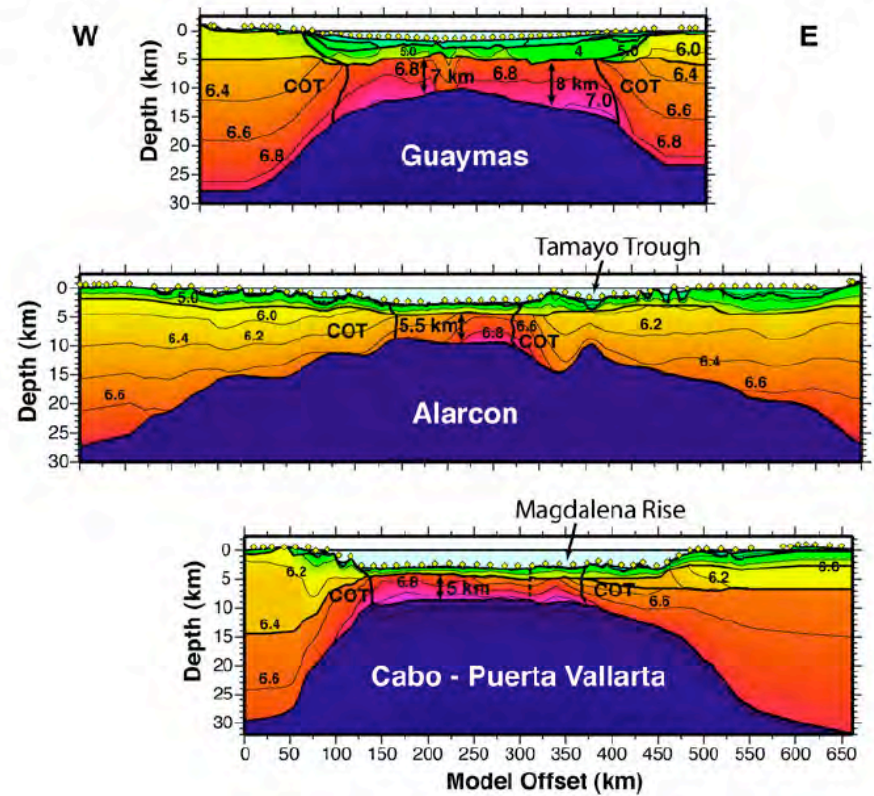 W
E
Depth (km)
0
5
10
15
20
25
30
5.0
4
5.0
6.0
6.4
COT
6.8
7 km
6.8
8 km
7.0
COT
6.4
6.6
6.6
6.8
6.8
Guaymas
Tamayo Trough
Depth (km)
0
5
10
15
20
25
30
5.0
6.0
6.4
6.2
COT
5.5 km
6.8
6.6
COT
6.2
6.4
6.6
6.6
Alarcon
Magdalena Rise
Depth (km)
0
5
10
15
20
25
30
6.2
6.8
COT
5 km
COT
6.2
6.6
6.4
6.6
Cabo - Puerta Vallarta
0 50 100 150 200 250 300 350 400 450 500 550 600 650
Model Offset (km)